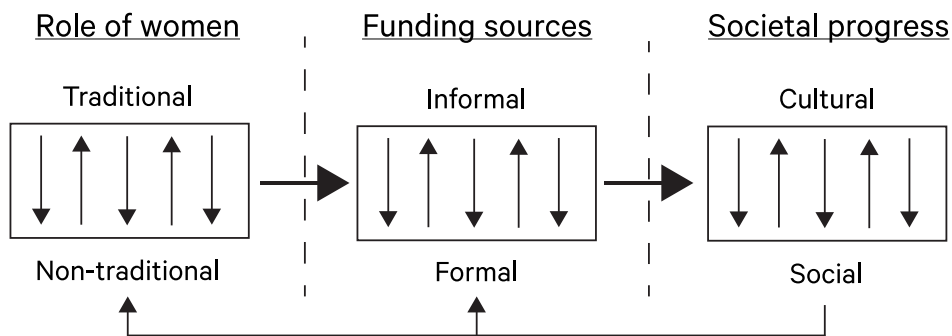 Role of women
Funding sources
Societal progress
Traditional
Informal
Cultural
Non-traditional
Formal
Social